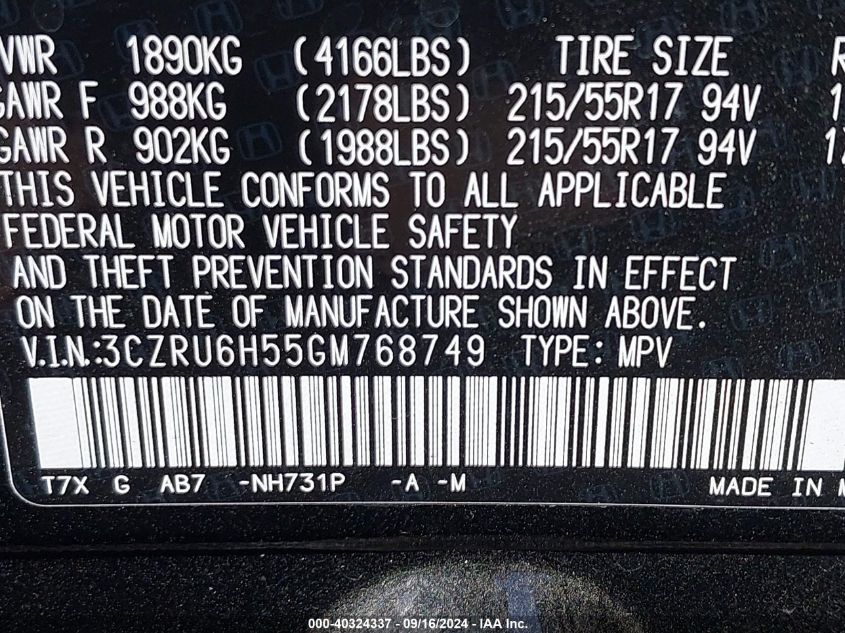 VWR 1890KG (4166LBS) TIRE SIZE R
GAWR F 988KG (2178LBS) 215/55R17 94V 1
GAWR R 902KG (1988LBS) 215/55R17 94V 17
THIS VEHICLE CONFORMS TO ALL APPLICABLE
FEDERAL MOTOR VEHICLE SAFETY
AND THEFT PREVENTION STANDARDS IN EFFECT
ON THE DATE OF MANUFACTURE SHOWN ABOVE.
V.I.N.:3CZRU6H55GM768749 TYPE: MPV
T7X G AB7 -NH731P -A -M MADE IN M
000-40324337 - 09/16/2024 - IAA Inc.